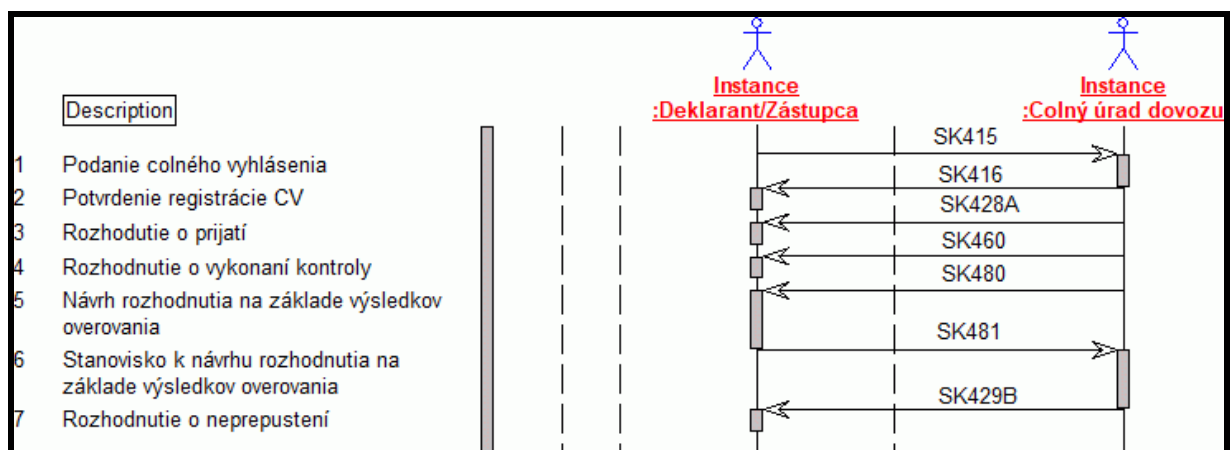 Instance
:Deklarant/Zástupca
Instance
:Colný úrad dovozu
Description
1 Podanie colného vyhlásenia
2 Potvrdenie registrácie CV
3 Rozhodutie o prijatí
4 Rozhodnutie o vykonaní kontroly
5 Návrh rozhodnutia na základe výsledkov
overovania
6 Stanovisko k návrhu rozhodnutia na
základe výsledkov overovania
7 Rozhodnutie o neprepustení
SK415
SK416
SK428A
SK460
SK480
SK481
SK429B